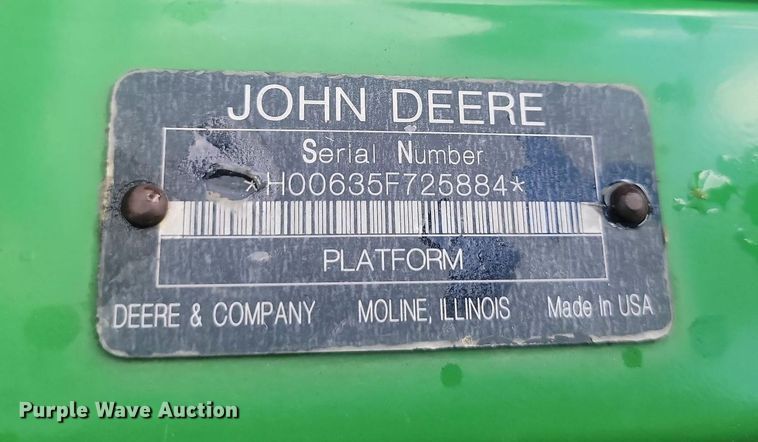 JOHN DEERE
Serial Number
*H00635F725884*
PLATFORM
DEERE & COMPANY MOLINE, ILLINOIS Made In USA
Purple Wave Auction